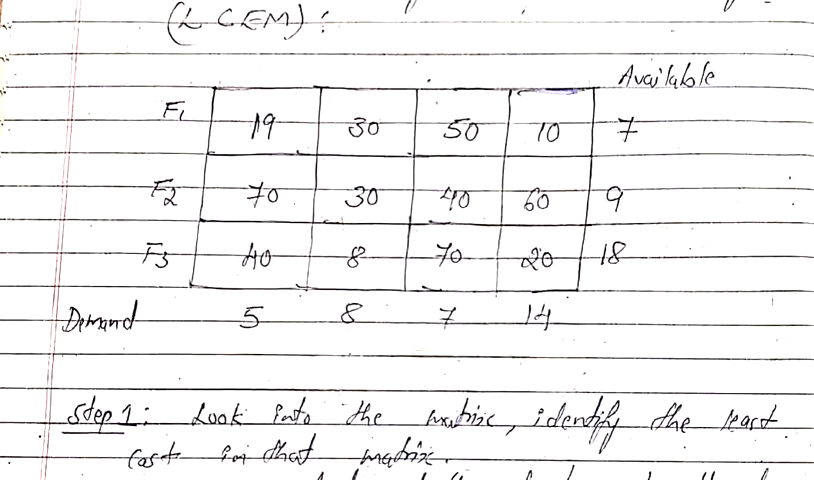 (LCEM):
Available
F1 19 30 50 10 7
F2 70 30 40 60 9
F3 40 8 70 20 18
Demand 5 8 7 14
Step 1: Look into the matrix, identify the least
cost in that matrix.